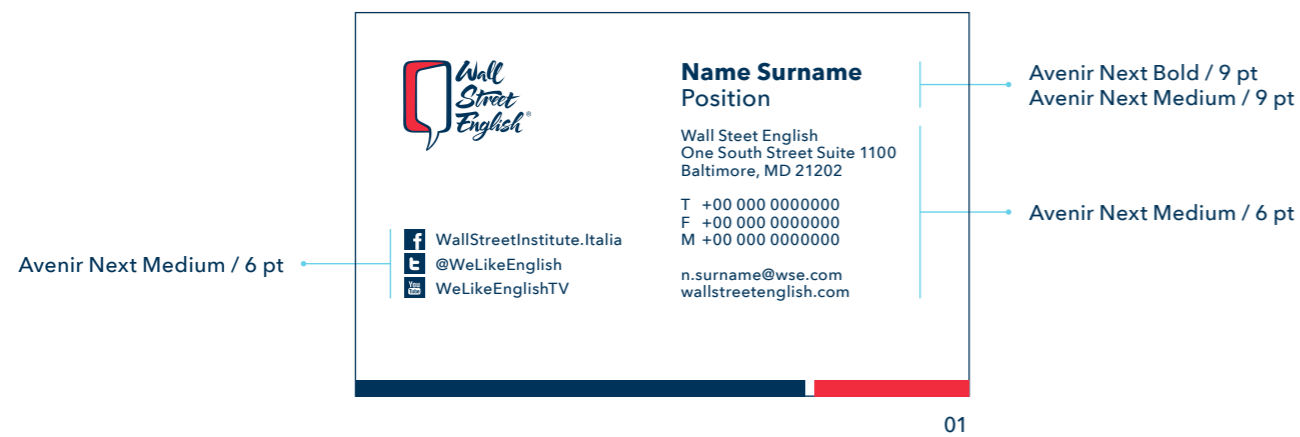 Wall
Street
English®
Name Surname
Position
Avenir Next Bold / 9 pt
Avenir Next Medium / 9 pt
Wall Steet English
One South Street Suite 1100
Baltimore, MD 21202
T +00 000 0000000
F +00 000 0000000
M +00 000 0000000
n.surname@wse.com
wallstreetenglish.com
Avenir Next Medium / 6 pt
Avenir Next Medium / 6 pt
f WallStreetInstitute.Italia
t @WeLikeEnglish
You Tube WeLikeEnglishTV
01